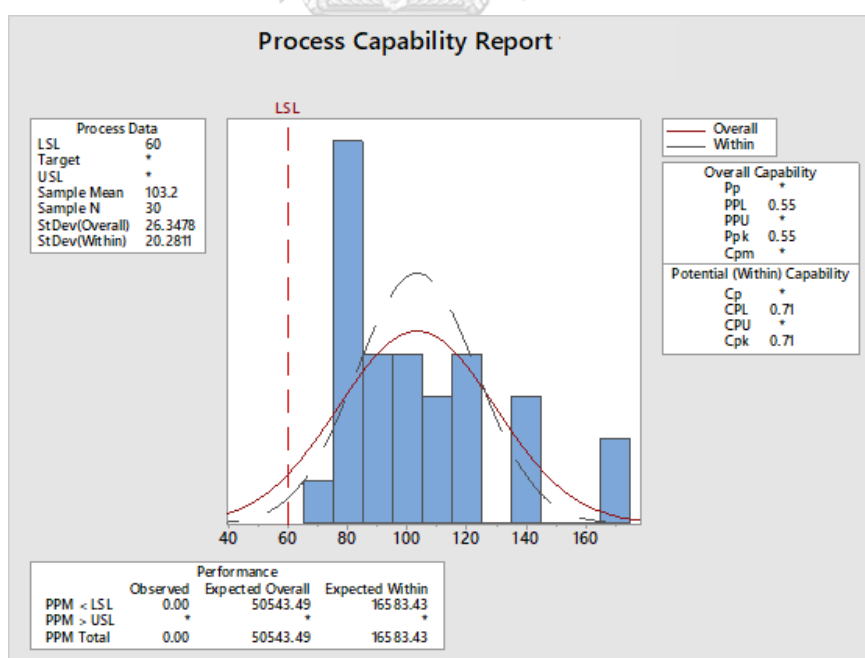 Process Capability Report
LSL
Process Data
LSL 60
Target *
USL *
Sample Mean 103.2
Sample N 30
StDev(Overall) 26.3478
StDev(Within) 20.2811
Overall
Within
Overall Capability
Pp *
PPL 0.55
PPU *
Ppk 0.55
Cpm *
Potential (Within) Capability
Cp *
CPL 0.71
CPU *
Cpk 0.71
40 60 80 100 120 140 160
Performance
Observed Expected Overall Expected Within
PPM < LSL 0.00 50543.49 16583.43
PPM > USL * * *
PPM Total 0.00 50543.49 16583.43